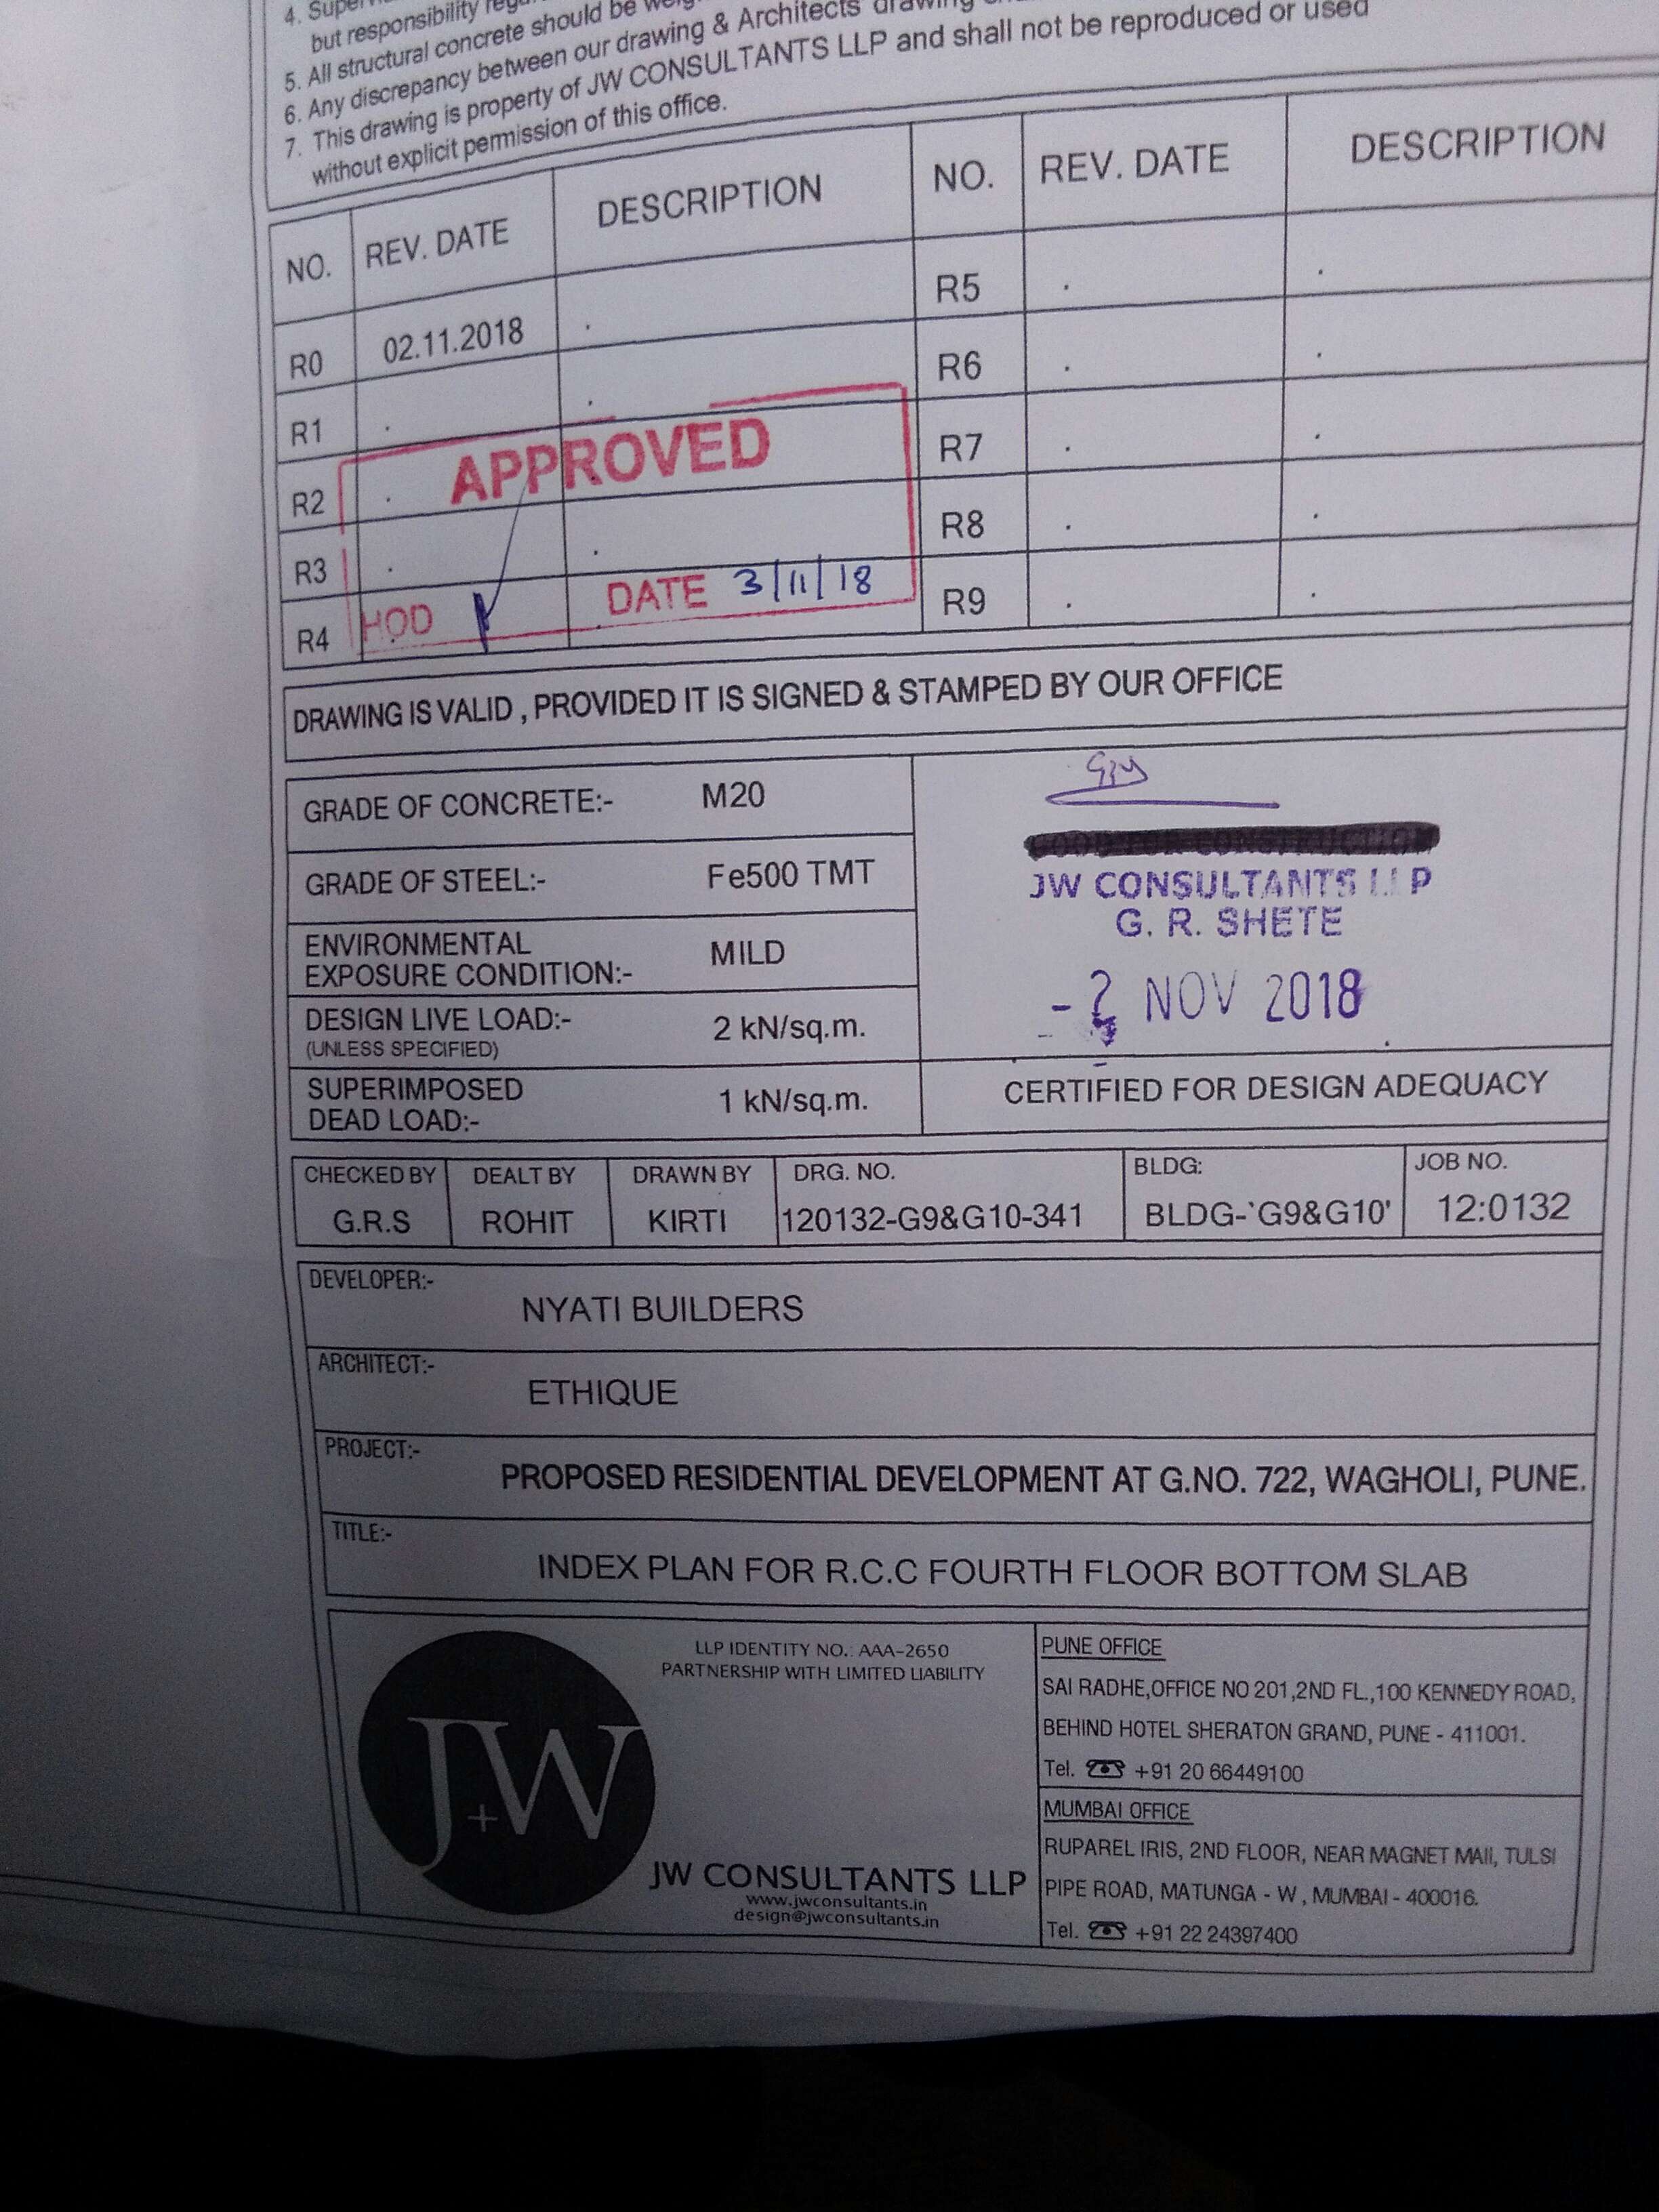 4.
but responsibility
5. All structural concrete should be
6. Any discrepancy between our drawing & Architects drawing
7. This drawing is property of JW CONSULTANTS LLP and shall not be reproduced or used
without explicit permission of this office.
NO. REV. DATE DESCRIPTION NO. REV. DATE DESCRIPTION
R0 02.11.2018 . R5 . .
R1 . . R6 . .
APPROVED
R2 . . R7 . .
R3 . . R8 . .
HOD DATE 3/11/18
R4 . . R9 . .
DRAWING IS VALID , PROVIDED IT IS SIGNED & STAMPED BY OUR OFFICE
GRADE OF CONCRETE:- M20
GRADE OF STEEL:- Fe500 TMT
ENVIRONMENTAL
EXPOSURE CONDITION:- MILD
DESIGN LIVE LOAD:- 2 kN/sq.m.
(UNLESS SPECIFIED)
SUPERIMPOSED
DEAD LOAD:- 1 kN/sq.m.
GOOD FOR CONSTRUCTION
JW CONSULTANTS LLP
G. R. SHETE
-2 NOV 2018
CERTIFIED FOR DESIGN ADEQUACY
CHECKED BY DEALT BY DRAWN BY DRG. NO. BLDG: JOB NO.
G.R.S ROHIT KIRTI 120132-G9&G10-341 BLDG-'G9&G10' 12:0132
DEVELOPER:-
NYATI BUILDERS
ARCHITECT:-
ETHIQUE
PROJECT:-
PROPOSED RESIDENTIAL DEVELOPMENT AT G.NO. 722, WAGHOLI, PUNE.
TITLE:-
INDEX PLAN FOR R.C.C FOURTH FLOOR BOTTOM SLAB
J+W
LLP IDENTITY NO.: AAA-2650
PARTNERSHIP WITH LIMITED LIABILITY
JW CONSULTANTS LLP
www.jwconsultants.in
design@jwconsultants.in
PUNE OFFICE
SAI RADHE,OFFICE NO 201,2ND FL.,100 KENNEDY ROAD,
BEHIND HOTEL SHERATON GRAND, PUNE - 411001.
Tel. ☎ +91 20 66449100
MUMBAI OFFICE
RUPAREL IRIS, 2ND FLOOR, NEAR MAGNET MAll, TULSI
PIPE ROAD, MATUNGA - W , MUMBAI - 400016.
Tel. ☎ +91 22 24397400